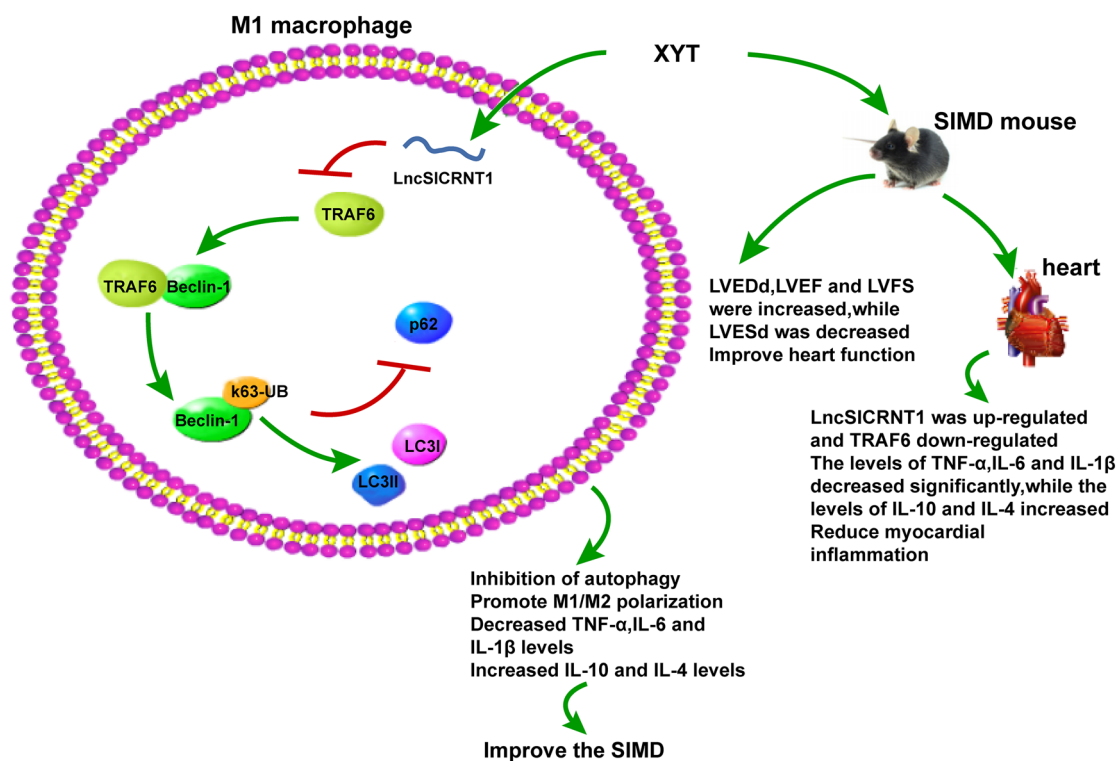 M1 macrophage
XYT
SIMD mouse
LncSICRNT1
TRAF6
TRAF6
Beclin-1
p62
k63-UB
Beclin-1
LC3I
LC3II
LVEDd,LVEF and LVFS
were increased,while
LVESd was decreased
Improve heart function
heart
LncSICRNT1 was up-regulated
and TRAF6 down-regulated
The levels of TNF-α,IL-6 and IL-1β
decreased significantly,while the
levels of IL-10 and IL-4 increased
Reduce myocardial
inflammation
Inhibition of autophagy
Promote M1/M2 polarization
Decreased TNF-α,IL-6 and
IL-1β levels
Increased IL-10 and IL-4 levels
Improve the SIMD